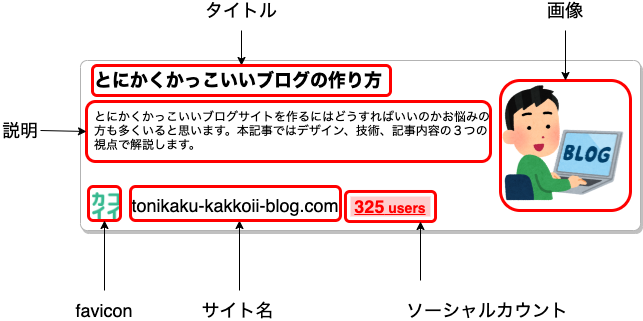 タイトル
画像
とにかくかっこいいブログの作り方
説明
とにかくかっこいいブログサイトを作るにはどうすればいいのかお悩みの
方も多くいると思います。本記事ではデザイン、技術、記事内容の３つの
視点で解説します。
BLOG
カコ
イイ
tonikaku-kakkoii-blog.com
325 users
favicon
サイト名
ソーシャルカウント